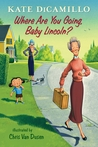 KATE DICAMILLO
Where Are You Going,
Baby Lincoln?
illustrated by
Chris Van Dusen